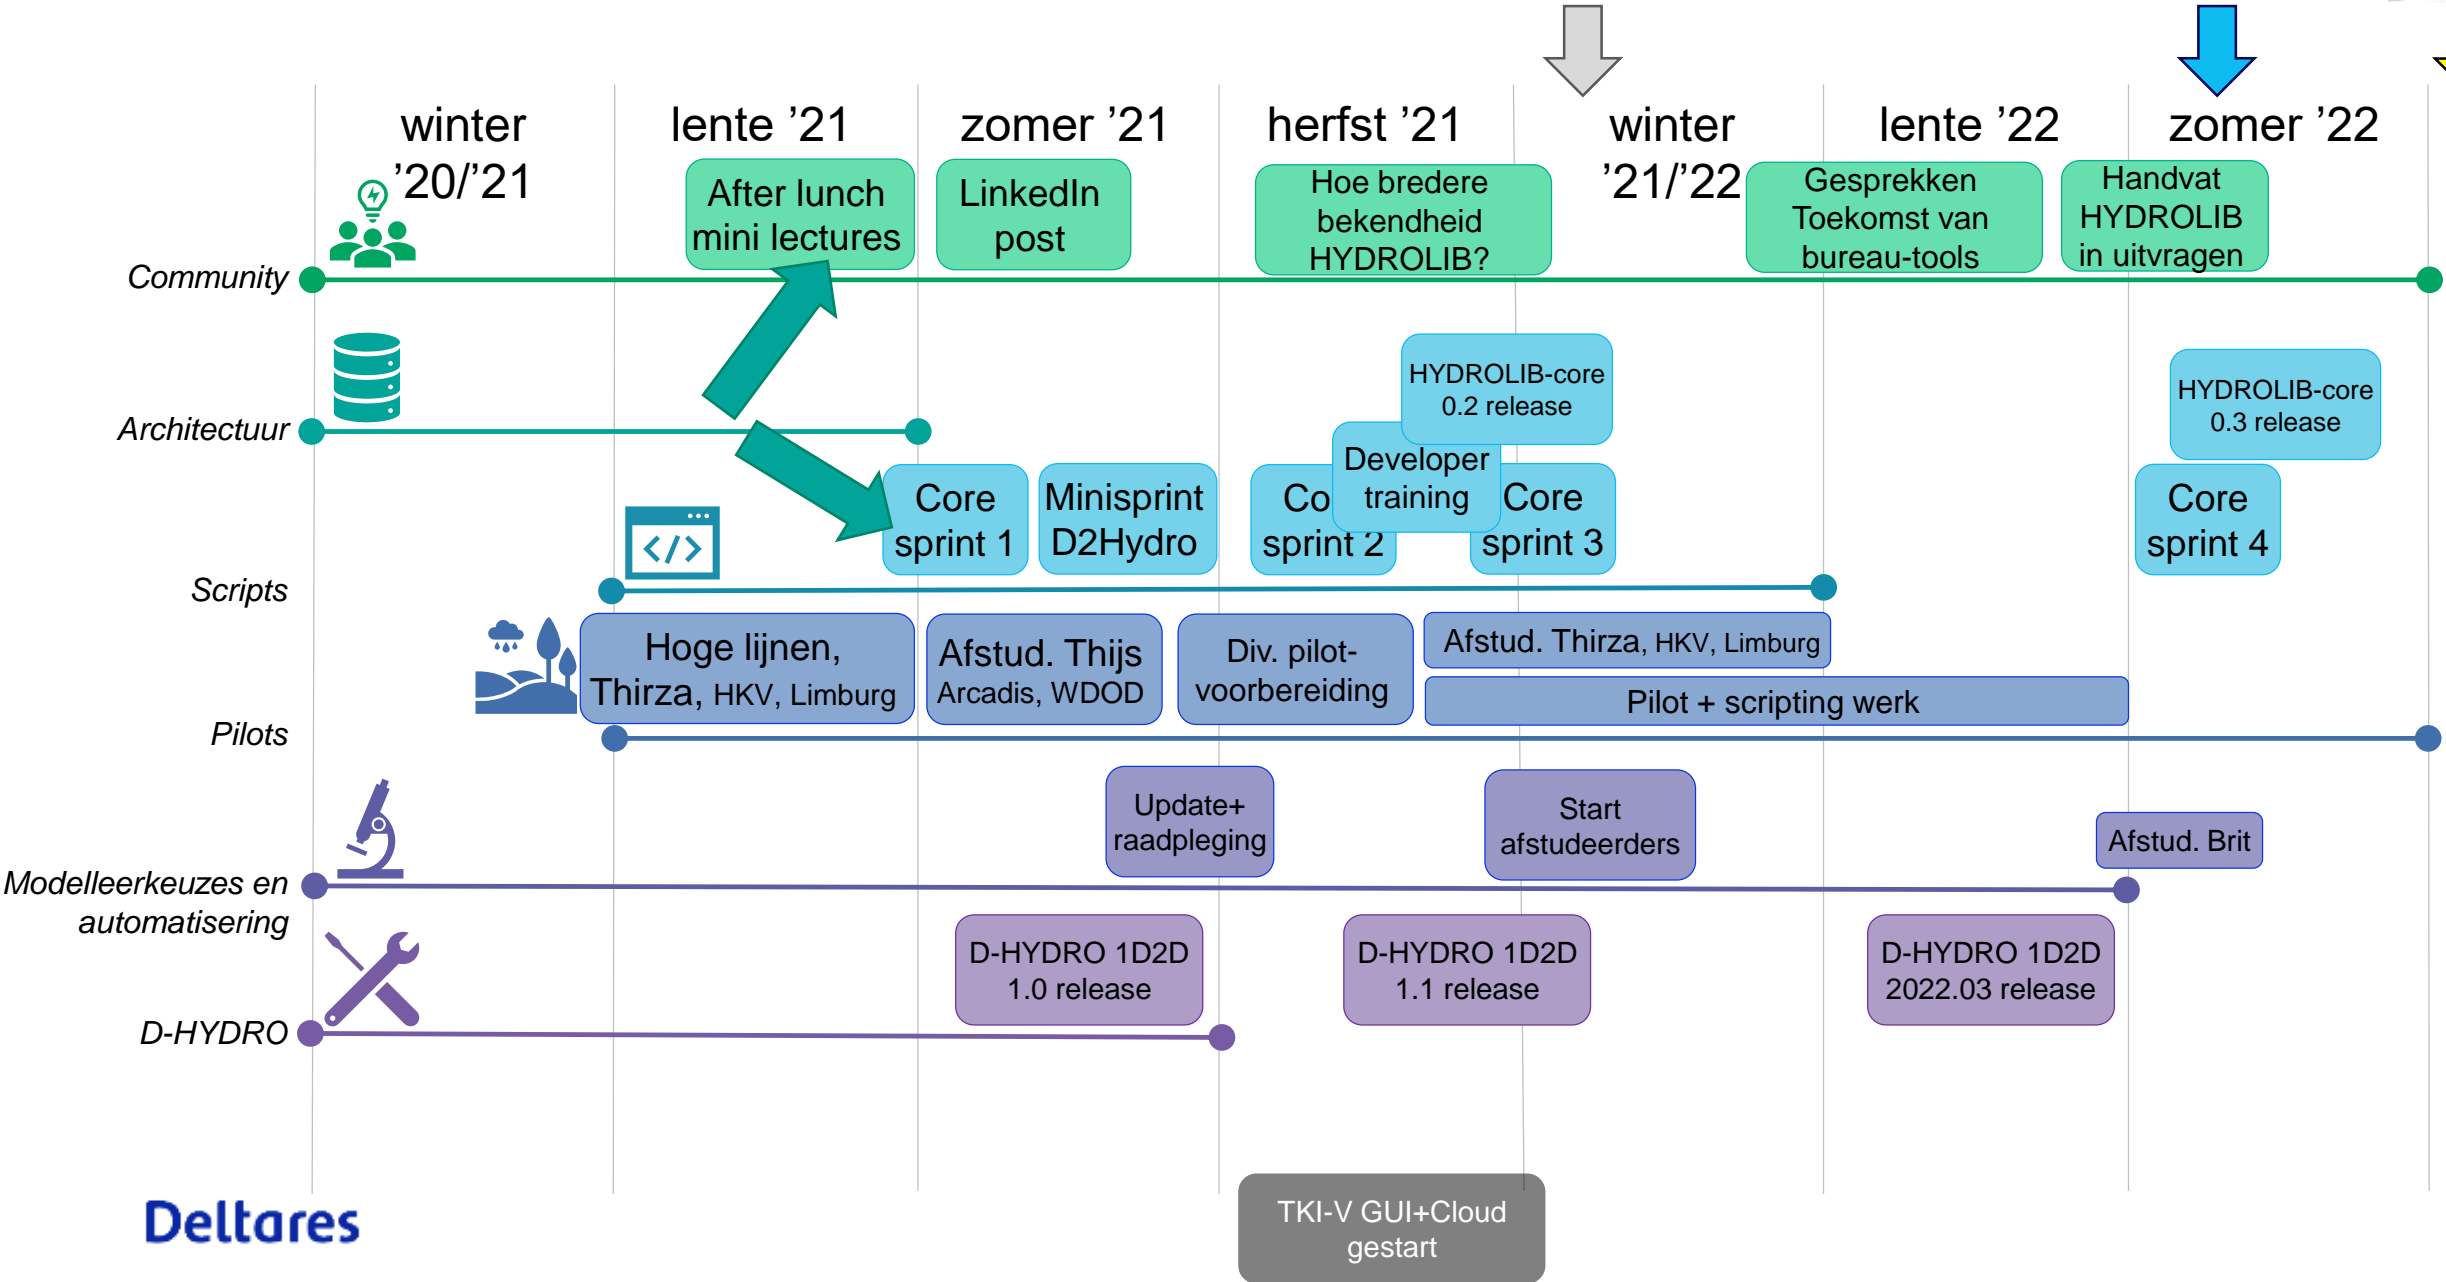 winter
'20/'21
lente '21
zomer '21
herfst '21
winter
'21/'22
lente '22
zomer '22
After lunch
mini lectures
LinkedIn
post
Hoe bredere
bekendheid
HYDROLIB?
Gesprekken
Toekomst van
bureau-tools
Handvat
HYDROLIB
in uitvragen
Community
HYDROLIB-core
0.2 release
HYDROLIB-core
0.3 release
Architectuur
Core
sprint 1
Minisprint
D2Hydro
Co
sprint 2
Developer
training
Core
sprint 3
Core
sprint 4
Scripts
Hoge lijnen,
Thirza, HKV, Limburg
Afstud. Thijs
Arcadis, WDOD
Div. pilot-
voorbereiding
Afstud. Thirza, HKV, Limburg
Pilot + scripting werk
Pilots
Update+
raadpleging
Start
afstudeerders
Afstud. Brit
Modelleerkeuzes en
automatisering
D-HYDRO 1D2D
1.0 release
D-HYDRO 1D2D
1.1 release
D-HYDRO 1D2D
2022.03 release
D-HYDRO
TKI-V GUI+Cloud
gestart
Deltares